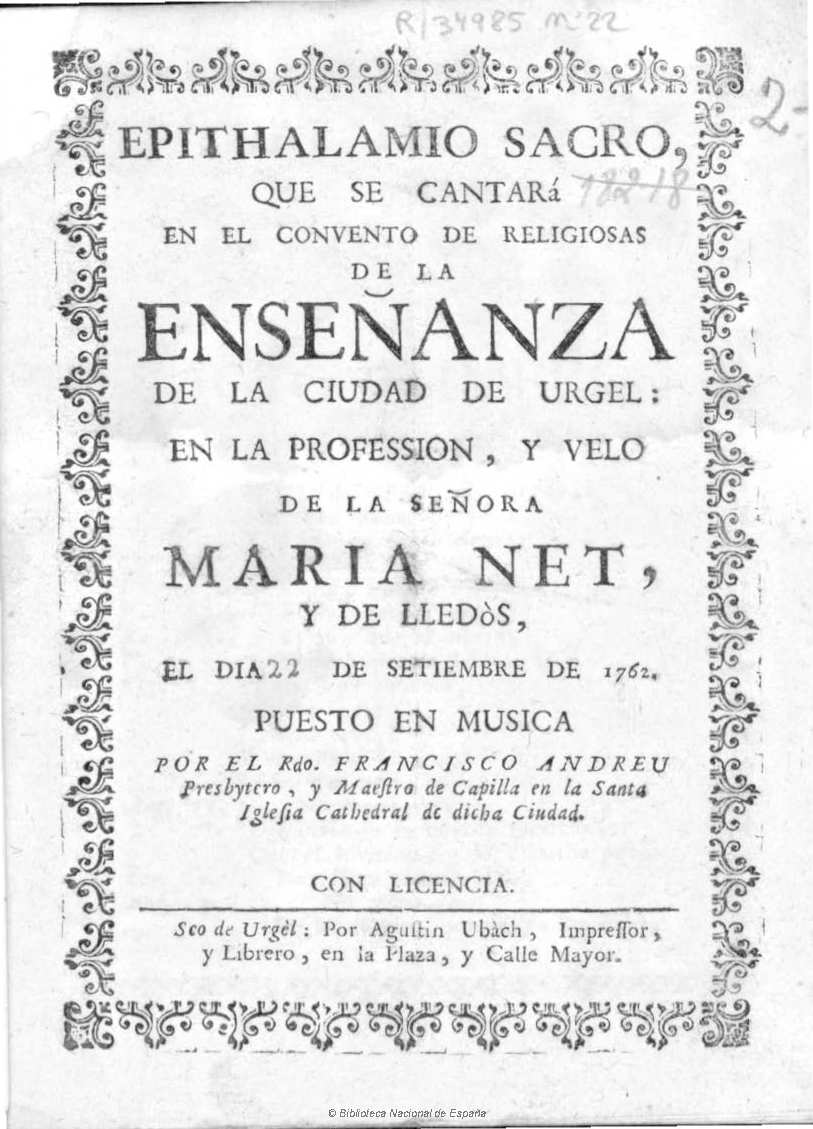 R/34985 nº 22
2-
EPITHALAMIO SACRO,
QUE SE CANTARá
18218
EN EL CONVENTO DE RELIGIOSAS
DE LA
ENSEÑANZA
DE LA CIUDAD DE URGEL:
EN LA PROFESSION, Y VELO
DE LA SEÑORA
MARIA NET,
Y DE LLEDòS,
EL DIA 22 DE SETIEMBRE DE 1762.
PUESTO EN MUSICA
POR EL Rdo. FRANCISCO ANDREU
Presbytero, y Maeſtro de Capilla en la Santa
Igleſia Cathedral de dicha Ciudad.
CON LICENCIA.
Seo de Urgèl: Por Aguſtin Ubàch, Impreſſor,
y Librero, en la Plaza, y Calle Mayor.
© Biblioteca Nacional de España